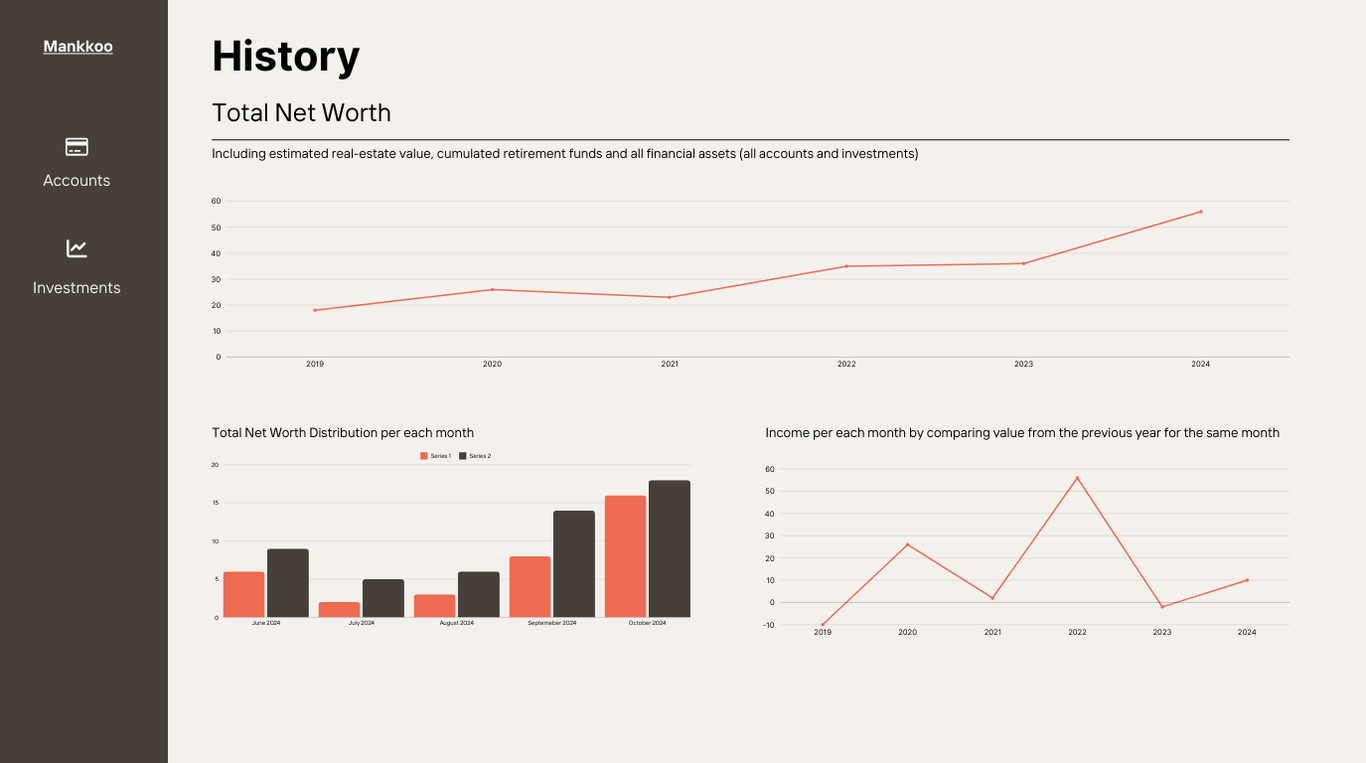 Mankkoo
Accounts
Investments
History
Total Net Worth
Including estimated real-estate value, cumulated retirement funds and all financial assets (all accounts and investments)
60
50
40
30
20
10
0
2019 2020 2021 2022 2023 2024
Total Net Worth Distribution per each month
Series 1 Series 2
20
15
10
5
0
June 2024 July 2024 August 2024 Septemeber 2024 October 2024
Income per each month by comparing value from the previous year for the same month
60
50
40
30
20
10
0
-10
2019 2020 2021 2022 2023 2024